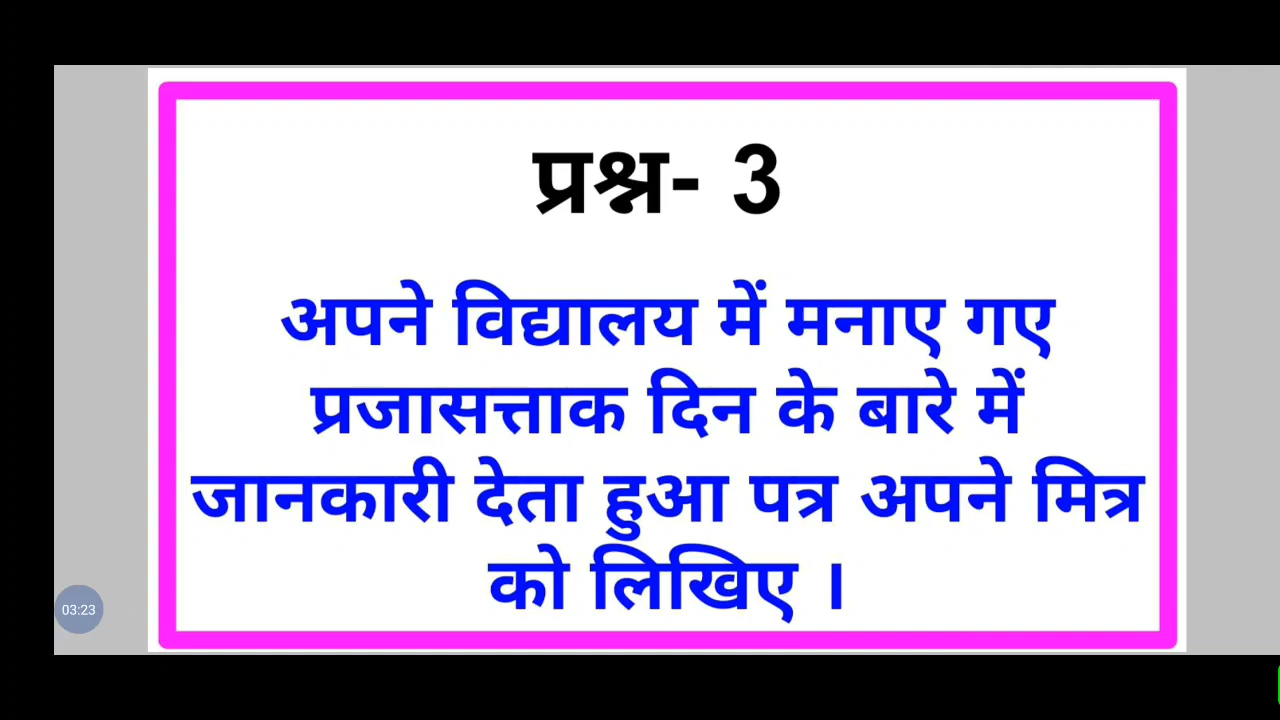 प्रश्न- 3
अपने विद्यालय में मनाए गए
प्रजासत्ताक दिन के बारे में
जानकारी देता हुआ पत्र अपने मित्र
को लिखिए ।
03:23